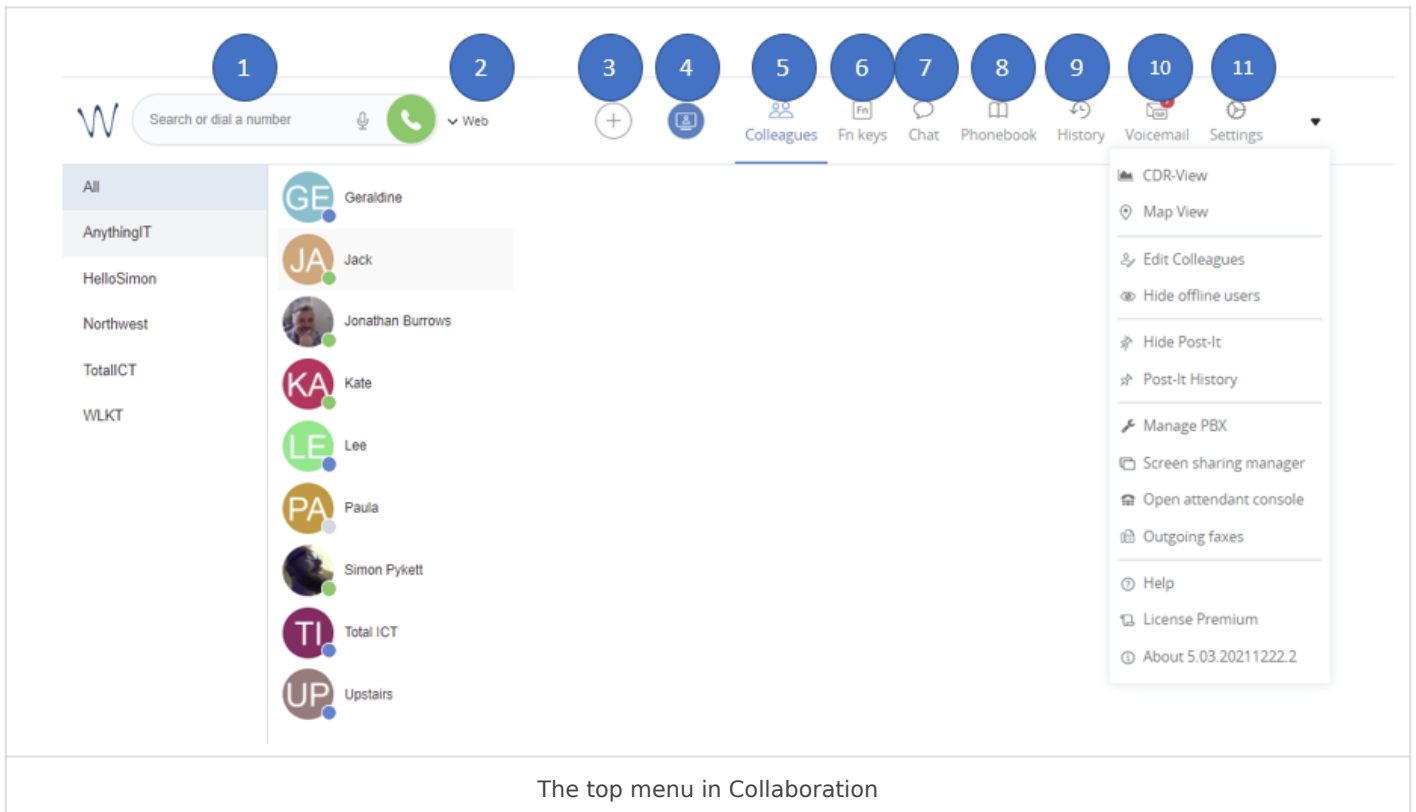 1 2 3 4 5 6 7 8 9 10 11
W Search or dial a number Web Colleagues Fn Fn keys Chat Phonebook History Voicemail Settings
All
AnythingIT
HelloSimon
Northwest
TotalICT
WLKT
GE Geraldine
JA Jack
Jonathan Burrows
KA Kate
LE Lee
PA Paula
Simon Pykett
TI Total ICT
UP Upstairs
CDR-View
Map View
Edit Colleagues
Hide offline users
Hide Post-It
Post-It History
Manage PBX
Screen sharing manager
Open attendant console
Outgoing faxes
Help
License Premium
About 5.03.20211222.2
The top menu in Collaboration